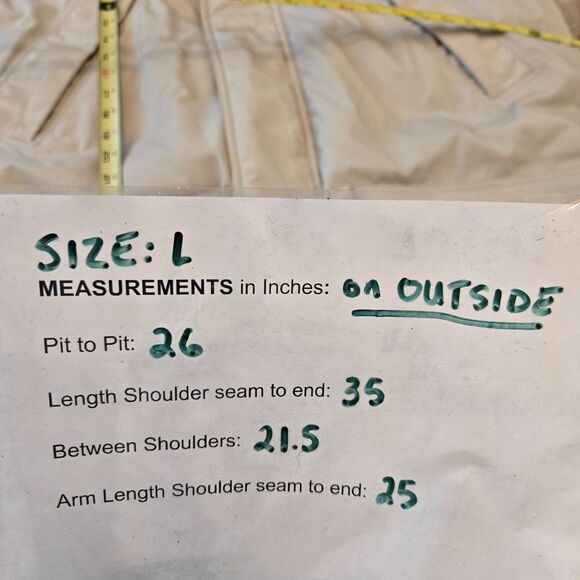 SIZE: L
MEASUREMENTS in Inches: on OUTSIDE
Pit to Pit: 26
Length Shoulder seam to end: 35
Between Shoulders: 21.5
Arm Length Shoulder seam to end: 25